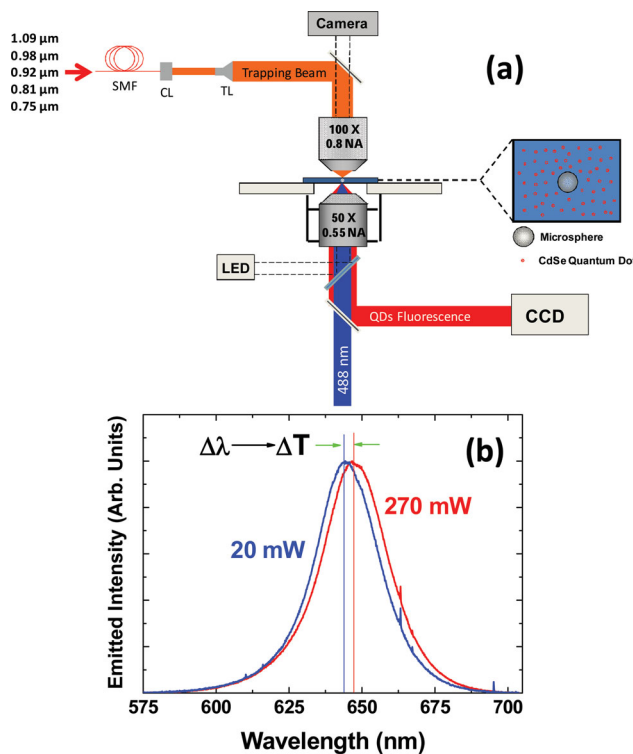 Camera
1.09 μm
0.98 μm
0.92 μm
0.81 μm
0.75 μm
SMF
CL
TL
Trapping Beam
(a)
100 X
0.8 NA
50 X
0.55 NA
Microsphere
CdSe Quantum Dot
LED
QDs Fluorescence
CCD
488 nm
(b)
Δλ → ΔT
20 mW
270 mW
Emitted Intensity (Arb. Units)
575 600 625 650 675 700
Wavelength (nm)